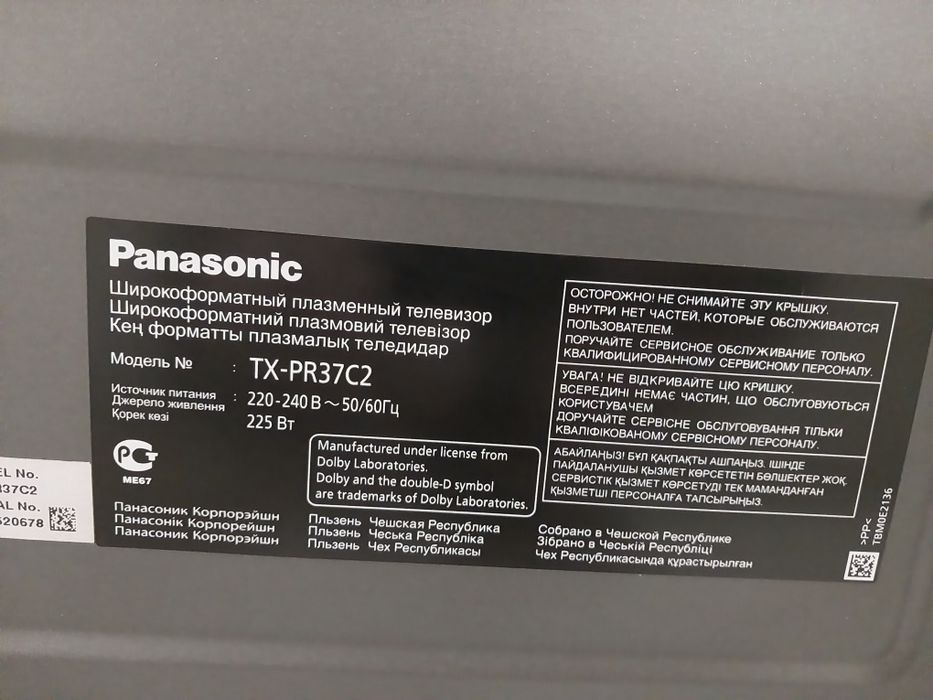 Panasonic
Широкоформатный плазменный телевизор
Широкоформатний плазмовий телевізор
Кең форматты плазмалық теледидар
Модель № : TX-PR37C2
Источник питания
Джерело живлення : 220-240 В ~ 50/60Гц
Қорек көзі 225 Вт
РСТ
ME67
Manufactured under license from
Dolby Laboratories.
Dolby and the double-D symbol
are trademarks of Dolby Laboratories.
Панасоник Корпорэйшн
Панасонік Корпорейшн
Панасоник Корпорэйшн
Пльзень Чешская Республика
Пльзень Чеська Республіка
Пльзень Чех Республикасы
Собрано в Чешской Республике
Зібрано в Чеській Республіці
Чех Республикасында құрастырылған
ОСТОРОЖНО! НЕ СНИМАЙТЕ ЭТУ КРЫШКУ.
ВНУТРИ НЕТ ЧАСТЕЙ, КОТОРЫЕ ОБСЛУЖИВАЮТСЯ
ПОЛЬЗОВАТЕЛЕМ.
ПОРУЧАЙТЕ СЕРВИСНОЕ ОБСЛУЖИВАНИЕ ТОЛЬКО
КВАЛИФИЦИРОВАННОМУ СЕРВИСНОМУ ПЕРСОНАЛУ.
УВАГА! НЕ ВІДКРИВАЙТЕ ЦЮ КРИШКУ.
ВСЕРЕДИНІ НЕМАЄ ЧАСТИН, ЩО ОБСЛУГОВУЮТЬСЯ
КОРИСТУВАЧЕМ
ДОРУЧАЙТЕ СЕРВІСНЕ ОБСЛУГОВУВАННЯ ТІЛЬКИ
КВАЛІФІКОВАНОМУ СЕРВІСНОМУ ПЕРСОНАЛУ.
АБАЙЛАҢЫЗ! БҰЛ ҚАҚПАҚТЫ АШПАҢЫЗ. ІШІНДЕ
ПАЙДАЛАНУШЫ ҚЫЗМЕТ КӨРСЕТЕТІН БӨЛШЕКТЕР ЖОҚ.
СЕРВИСТІК ҚЫЗМЕТ КӨРСЕТУДІ ТЕК МАМАНДАНҒАН
ҚЫЗМЕТШІ ПЕРСОНАЛҒА ТАПСЫРЫҢЫЗ.
>PP<
TBM0E2136
EL No.
R37C2
AL No.
520678